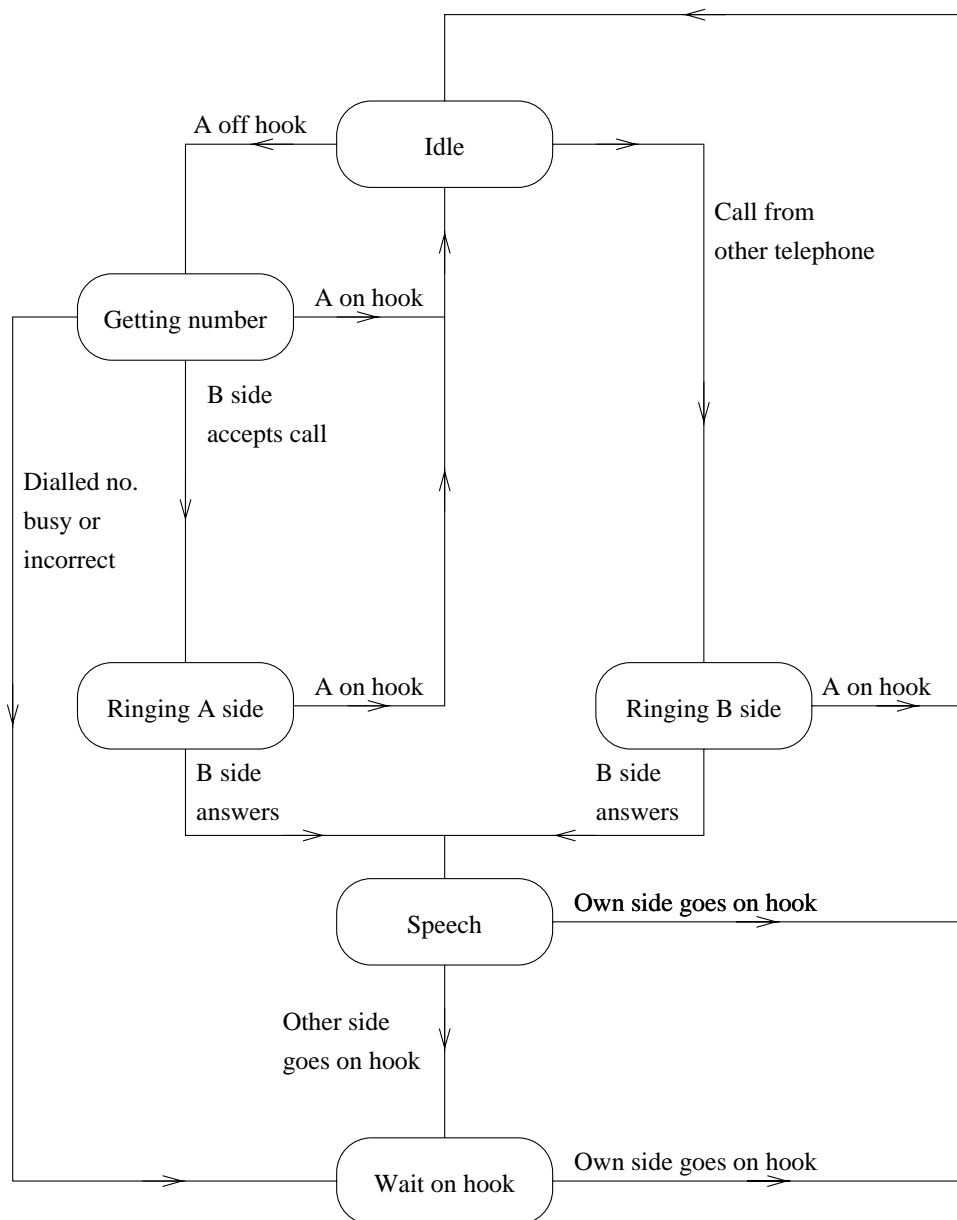 A off hook
Idle
Call from
other telephone
Getting number
A on hook
B side
accepts call
Dialled no.
busy or
incorrect
Ringing A side
A on hook
Ringing B side
A on hook
B side
answers
B side
answers
Speech
Own side goes on hook
Other side
goes on hook
Wait on hook
Own side goes on hook